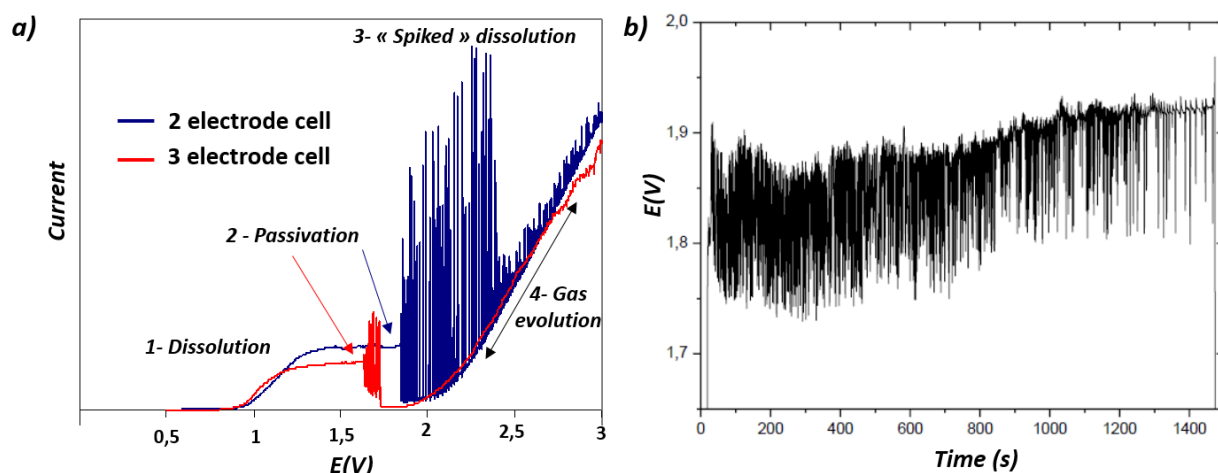 a)
3- « Spiked » dissolution
2 electrode cell
3 electrode cell
2 - Passivation
1- Dissolution
4- Gas
evolution
Current
0,5
1
1,5
2
2,5
3
E(V)
b)
2,0
1,9
1,8
1,7
E(V)
0
200
400
600
800
1000
1200
1400
Time (s)